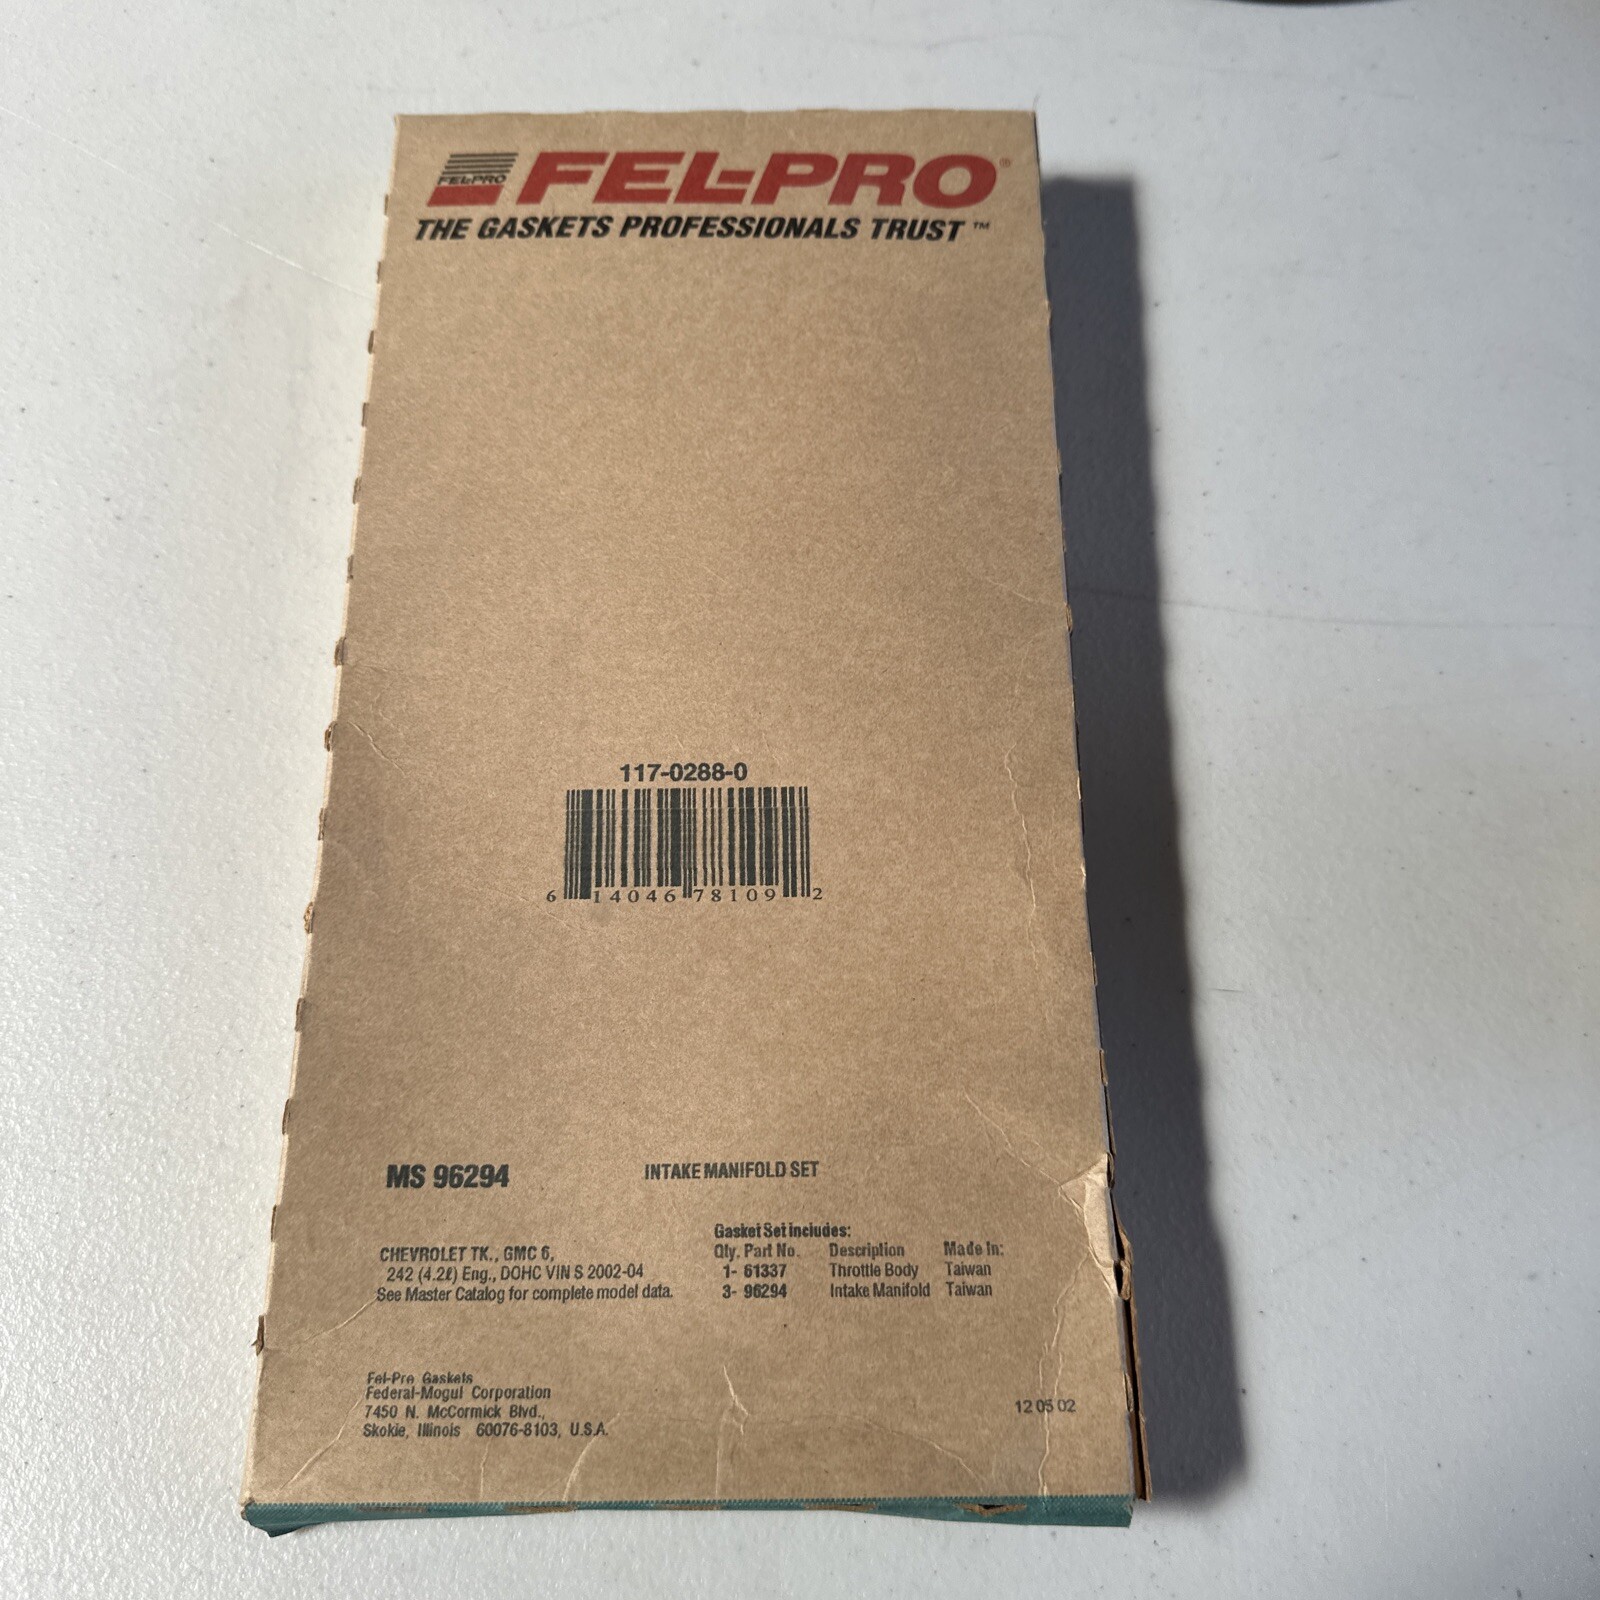 FEL-PRO FEL-PRO®
THE GASKETS PROFESSIONALS TRUST™
117-0288-0
6 14046 78109 2
MS 96294 INTAKE MANIFOLD SET
Gasket Set includes:
Qty. Part No. Description Made In:
1- 61337 Throttle Body Taiwan
3- 96294 Intake Manifold Taiwan
CHEVROLET TK., GMC 6,
242 (4.2ℓ) Eng., DOHC VIN S 2002-04
See Master Catalog for complete model data.
Fel-Pro Gaskets
Federal-Mogul Corporation
7450 N. McCormick Blvd.,
Skokie, Illinois 60076-8103, U.S.A.
12 05 02